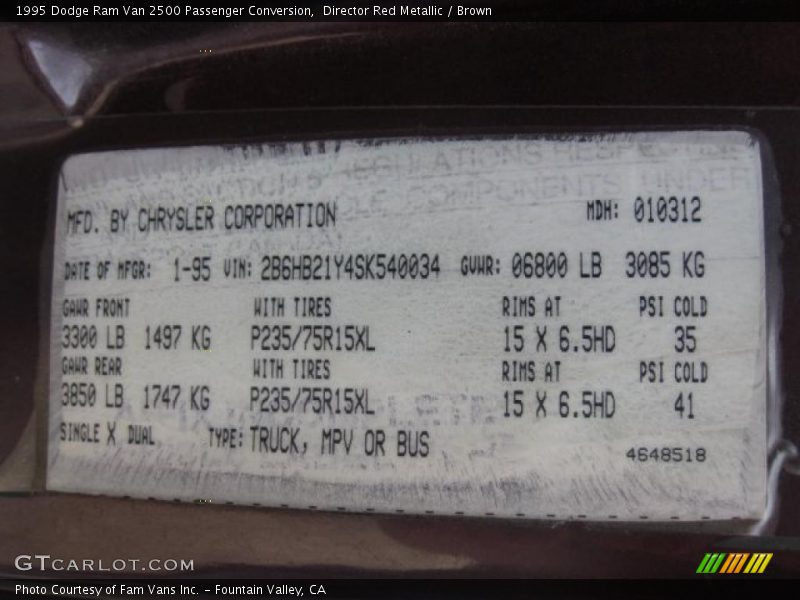 1995 Dodge Ram Van 2500 Passenger Conversion, Director Red Metallic / Brown
MFD. BY CHRYSLER CORPORATION MDH: 010312
DATE OF MFGR: 1-95 VIN: 2B6HB21Y4SK540034 GVWR: 06800 LB 3085 KG
GAWR FRONT WITH TIRES RIMS AT PSI COLD
3300 LB 1497 KG P235/75R15XL 15 X 6.5HD 35
GAWR REAR WITH TIRES RIMS AT PSI COLD
3850 LB 1747 KG P235/75R15XL 15 X 6.5HD 41
SINGLE X DUAL TYPE: TRUCK, MPV OR BUS
4648518
GTCARLOT.COM
Photo Courtesy of Fam Vans Inc. - Fountain Valley, CA